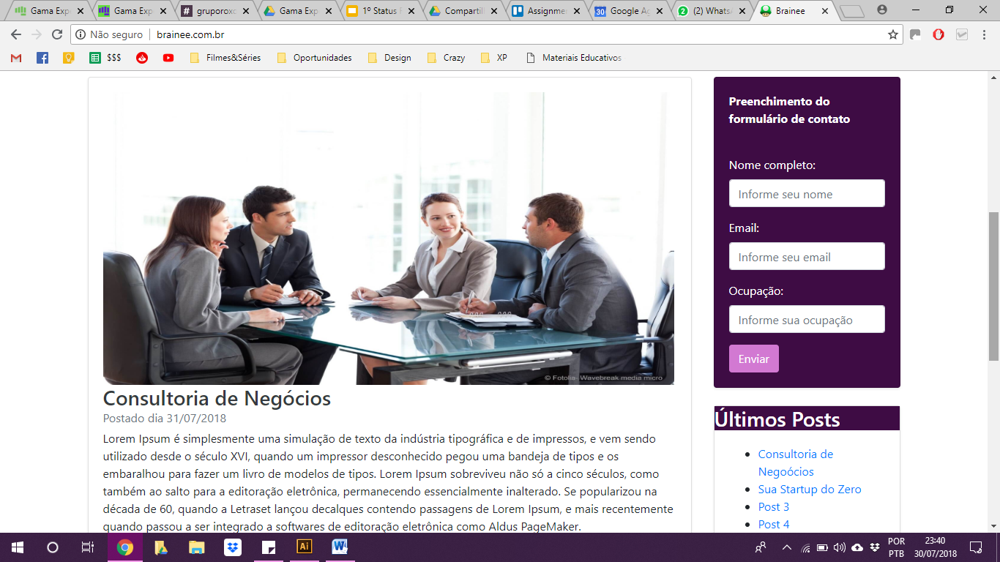 Gama Exp
Gama Exp
gruporoxo
Gama Exp
1º Status
Compartil
Assignme
Google Ag
(2) Whats
Brainee
Não seguro
brainee.com.br
$$$
Filmes&Séries
Oportunidades
Design
Crazy
XP
Materiais Educativos
© Fotolia- Wavebreak media micro
Consultoria de Negócios
Postado dia 31/07/2018
Lorem Ipsum é simplesmente uma simulação de texto da indústria tipográfica e de impressos, e vem sendo
utilizado desde o século XVI, quando um impressor desconhecido pegou uma bandeja de tipos e os
embaralhou para fazer um livro de modelos de tipos. Lorem Ipsum sobreviveu não só a cinco séculos, como
também ao salto para a editoração eletrônica, permanecendo essencialmente inalterado. Se popularizou na
década de 60, quando a Letraset lançou decalques contendo passagens de Lorem Ipsum, e mais recentemente
quando passou a ser integrado a softwares de editoração eletrônica como Aldus PageMaker.
Preenchimento do
formulário de contato
Nome completo:
Informe seu nome
Email:
Informe seu email
Ocupação:
Informe sua ocupação
Enviar
Últimos Posts
Consultoria de
Negoócios
Sua Startup do Zero
Post 3
Post 4
Ai
POR
PTB
23:40
30/07/2018